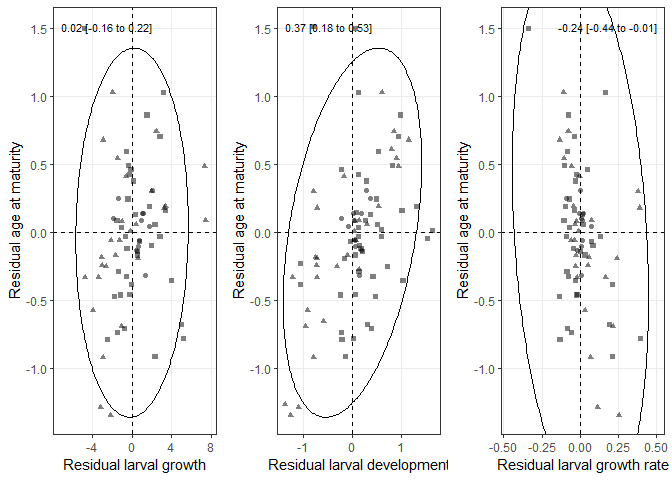 0.02 [-0.16 to 0.22]
1.5
1.0
0.5
0.0
-0.5
-1.0
Residual age at maturity
-4 0 4 8
Residual larval growth
0.37 [0.18 to 0.53]
1.5
1.0
0.5
0.0
-0.5
-1.0
Residual age at maturity
-1 0 1
Residual larval development
-0.24 [-0.44 to -0.01]
1.5
1.0
0.5
0.0
-0.5
-1.0
Residual age at maturity
-0.50 -0.25 0.00 0.25 0.50
Residual larval growth rate